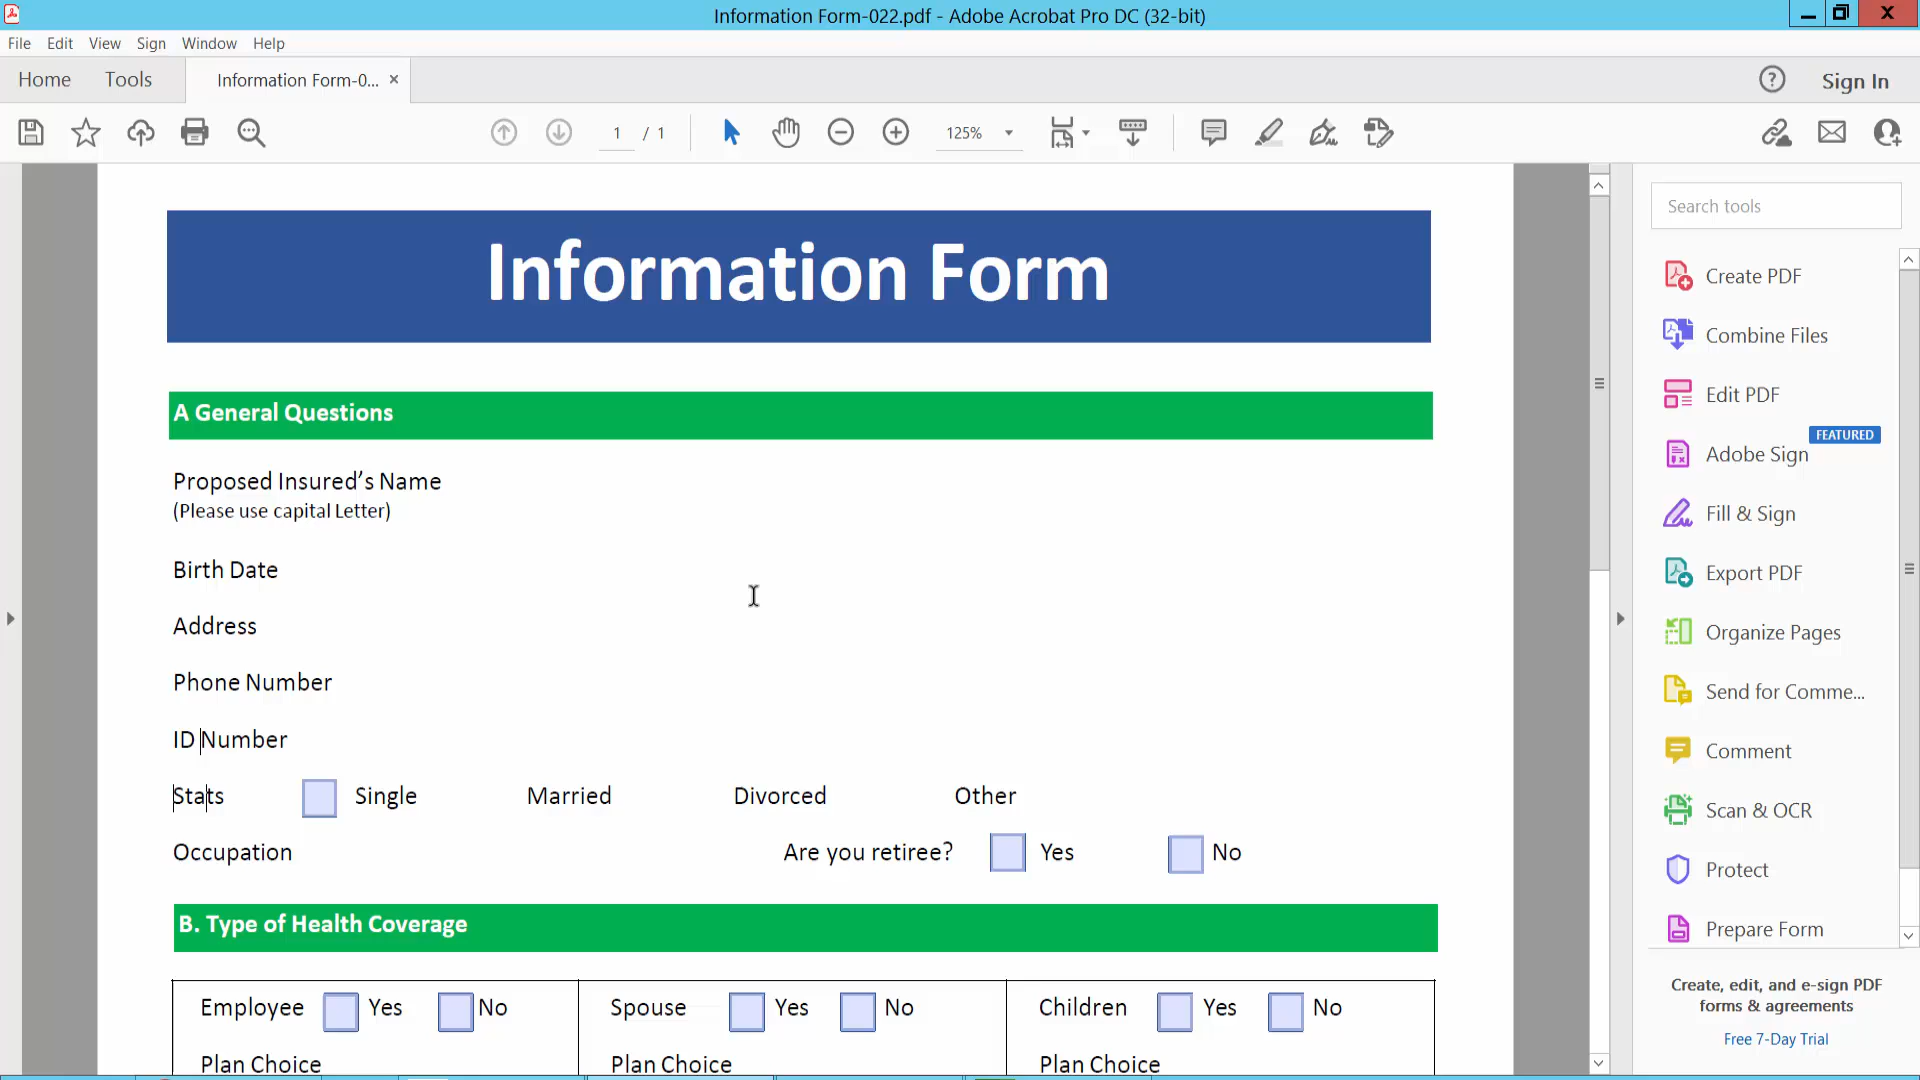 Information Form-022.pdf - Adobe Acrobat Pro DC (32-bit)
File Edit View Sign Window Help
Home Tools Information Form-0... × Sign In
1 / 1 125%
Search tools
Information Form
A General Questions
Proposed Insured’s Name
(Please use capital Letter)
Birth Date
Address
Phone Number
ID Number
Stats Single Married Divorced Other
Occupation Are you retiree? Yes No
B. Type of Health Coverage
Employee Yes No Spouse Yes No Children Yes No
Plan Choice Plan Choice Plan Choice
Create PDF
Combine Files
Edit PDF
FEATURED
Adobe Sign
Fill & Sign
Export PDF
Organize Pages
Send for Comme...
Comment
Scan & OCR
Protect
Prepare Form
Create, edit, and e-sign PDF
forms & agreements
Free 7-Day Trial